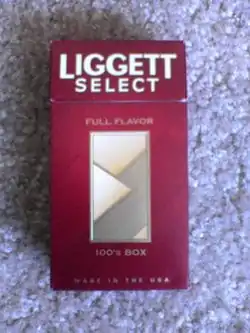 LIGGETT
SELECT
FULL FLAVOR
100's BOX
MADE IN THE USA